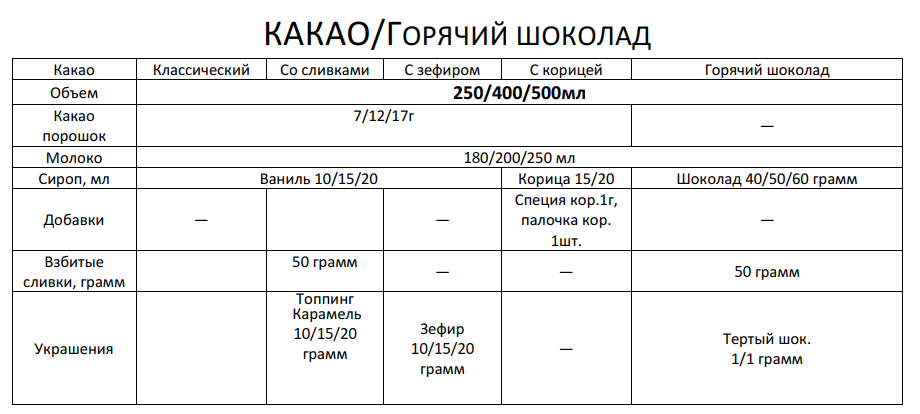 КАКАО/Горячий шоколад
Какао Классический Со сливками С зефиром С корицей Горячий шоколад
Объем 250/400/500мл
Какао порошок 7/12/17г —
Молоко 180/200/250 мл
Сироп, мл Ваниль 10/15/20 Корица 15/20 Шоколад 40/50/60 грамм
Добавки — — Специя кор.1г, палочка кор. 1шт. —
Взбитые сливки, грамм 50 грамм — — 50 грамм
Украшения Топпинг Карамель 10/15/20 грамм Зефир 10/15/20 грамм — Тертый шок. 1/1 грамм